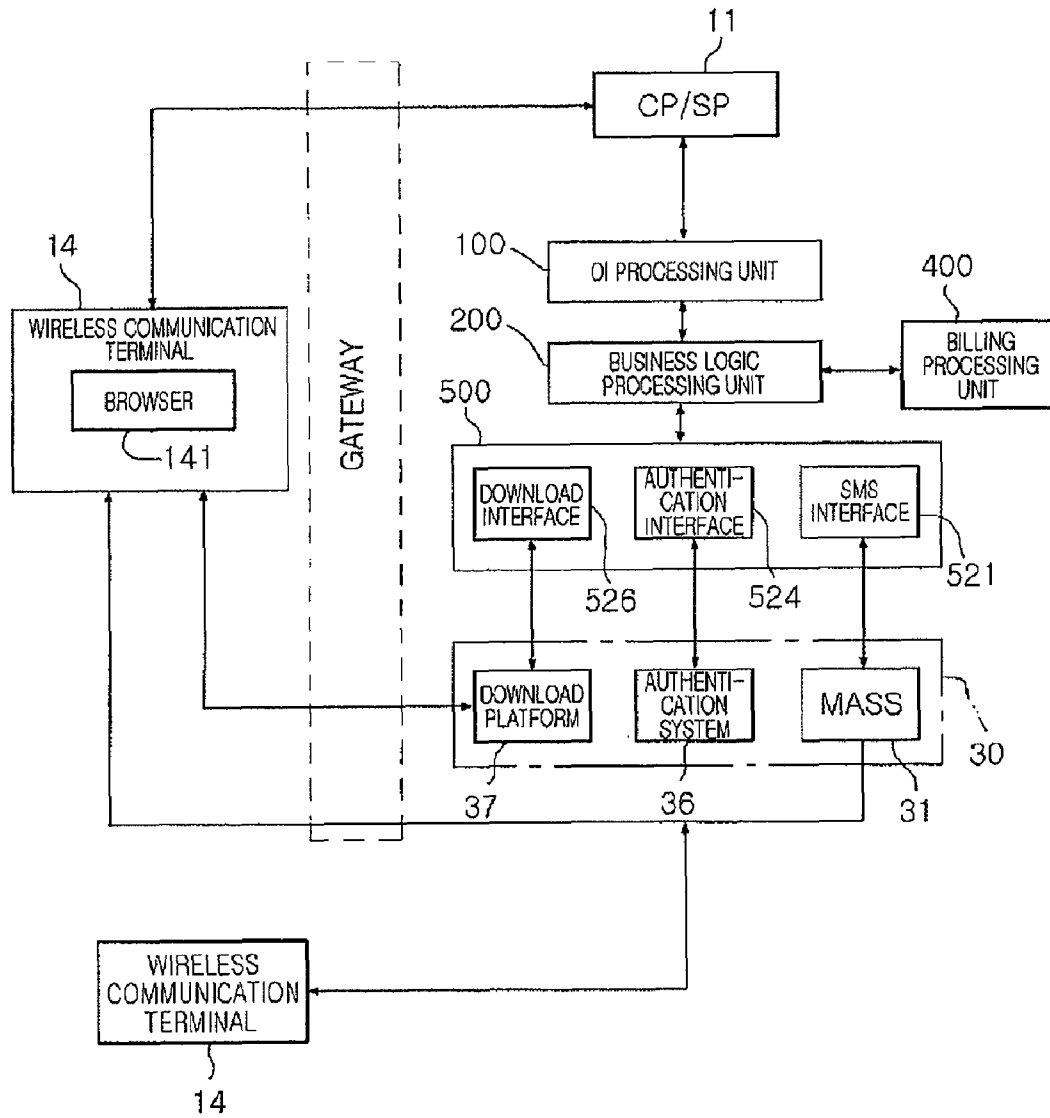 11
CP/SP
100
OI PROCESSING UNIT
14
WIRELESS COMMUNICATION
TERMINAL
BROWSER
141
GATEWAY
200
BUSINESS LOGIC
PROCESSING UNIT
400
BILLING
PROCESSING
UNIT
500
DOWNLOAD
INTERFACE
526
AUTHENTI-
CATION
INTERFACE
524
SMS
INTERFACE
521
DOWNLOAD
PLATFORM
37
AUTHENTI-
CATION
SYSTEM
36
MASS
31
30
WIRELESS
COMMUNICATION
TERMINAL
14